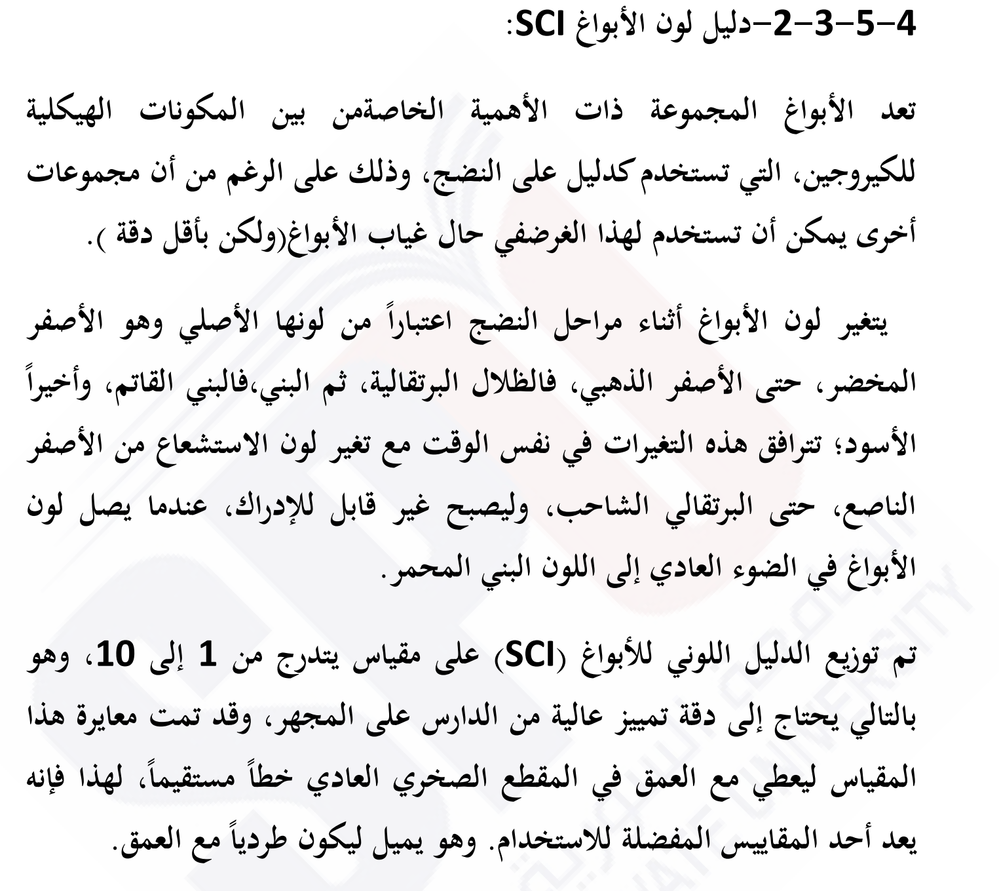 4-5-3-2-دليل لون الأبواغ SCI:
تعد الأبواغ المجموعة ذات الأهمية الخاصةمن بين المكونات الهيكلية
للكيروجين، التي تستخدم كدليل على النضج، وذلك على الرغم من أن مجموعات
أخرى يمكن أن تستخدم لهذا الغرضفي حال غياب الأبواغ(ولكن بأقل دقة ).
يتغير لون الأبواغ أثناء مراحل النضج اعتباراً من لونها الأصلي وهو الأصفر
المخضر، حتى الأصفر الذهبي، فالظلال البرتقالية، ثم البني،فالبني القاتم، وأخيراً
الأسود؛ تترافق هذه التغيرات في نفس الوقت مع تغير لون الاستشعاع من الأصفر
الناصع، حتى البرتقالي الشاحب، وليصبح غير قابل للإدراك، عندما يصل لون
الأبواغ في الضوء العادي إلى اللون البني المحمر.
تم توزيع الدليل اللوني للأبواغ (SCI) على مقياس يتدرج من 1 إلى 10، وهو
بالتالي يحتاج إلى دقة تمييز عالية من الدارس على المجهر، وقد تمت معايرة هذا
المقياس ليعطي مع العمق في المقطع الصخري العادي خطاً مستقيماً، لهذا فإنه
يعد أحد المقاييس المفضلة للاستخدام. وهو يميل ليكون طردياً مع العمق.